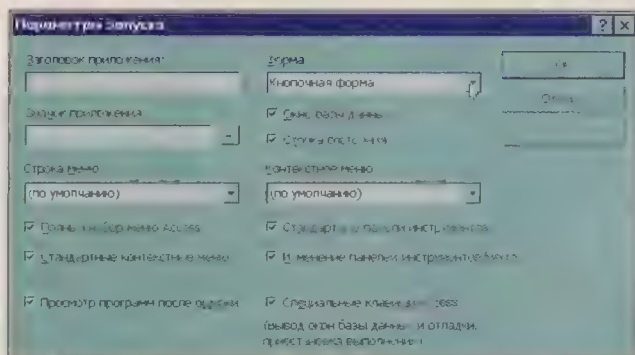 Параметры запуска
Заголовок приложения:
Форма
Кнопочная форма
Значок приложения
Окно базы данных
Строка состояния
Отмена
Строка меню
Контекстное меню
(по умолчанию)
(по умолчанию)
Полный набор меню Access
Стандартные панели инструментов
Стандартные контекстные меню
Изменение панелей инструментов/меню
Просмотр программ после ошибки
Специальные клавиши Access
(вывод окон базы данных и отладки,
приостановка выполнения)